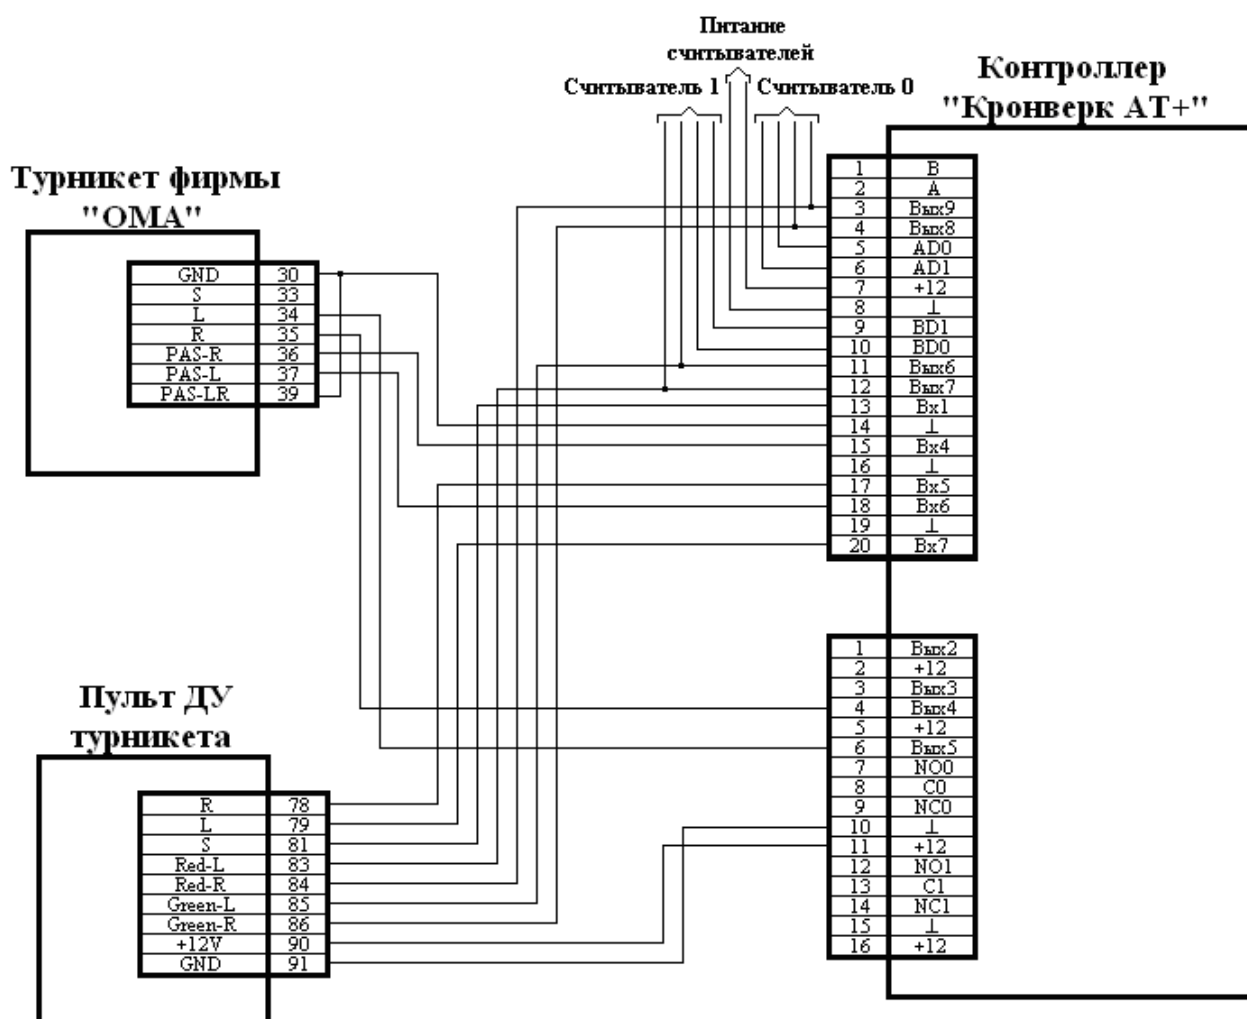 Питание
считывателей
Считыватель 1
Считыватель 0
Контроллер
"Кронверк АТ+"
Турникет фирмы
"ОМА"
GND 30
S 33
L 34
R 35
PAS-R 36
PAS-L 37
PAS-LR 39
1 B
2 A
3 Вых9
4 Вых8
5 AD0
6 AD1
7 +12
8 ⊥
9 BD1
10 BD0
11 Вых6
12 Вых7
13 Вх1
14 ⊥
15 Вх4
16 ⊥
17 Вх5
18 Вх6
19 ⊥
20 Вх7
1 Вых2
2 +12
3 Вых3
4 Вых4
5 +12
6 Вых5
7 NO0
8 C0
9 NC0
10 ⊥
11 +12
12 NO1
13 C1
14 NC1
15 ⊥
16 +12
Пульт ДУ
турникета
R 78
L 79
S 81
Red-L 83
Red-R 84
Green-L 85
Green-R 86
+12V 90
GND 91